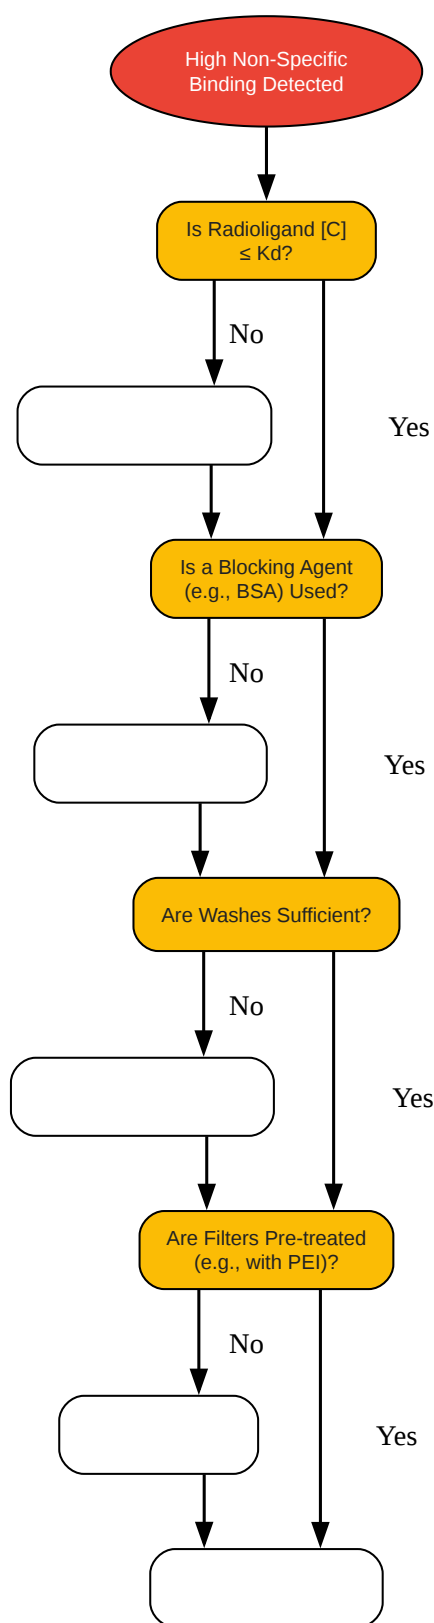 High Non-Specific
Binding Detected
Is Radioligand [C]
≤ Kd?
No
Yes
Is a Blocking Agent
(e.g., BSA) Used?
No
Yes
Are Washes Sufficient?
No
Yes
Are Filters Pre-treated
(e.g., with PEI)?
No
Yes